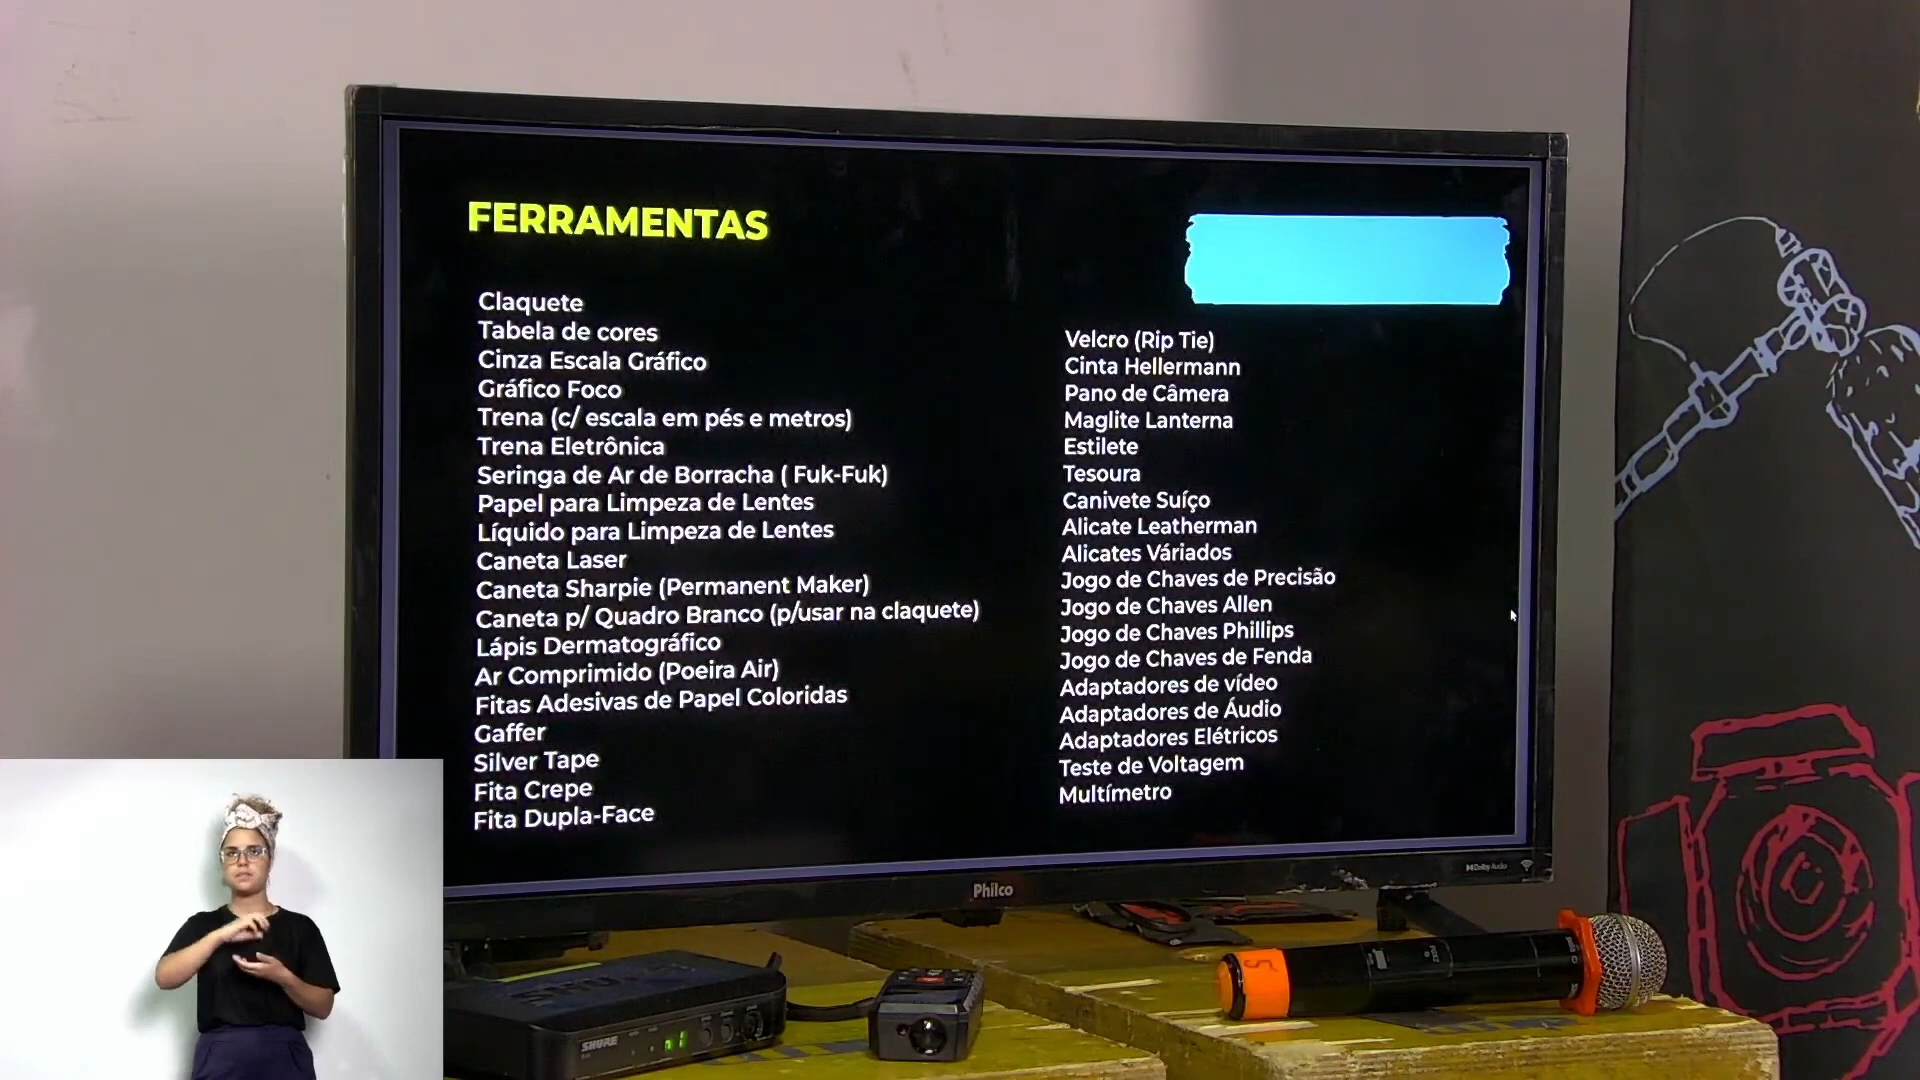 FERRAMENTAS
Claquete
Tabela de cores
Cinza Escala Gráfico
Gráfico Foco
Trena (c/ escala em pés e metros)
Trena Eletrônica
Seringa de Ar de Borracha ( Fuk-Fuk)
Papel para Limpeza de Lentes
Líquido para Limpeza de Lentes
Caneta Laser
Caneta Sharpie (Permanent Maker)
Caneta p/ Quadro Branco (p/usar na claquete)
Lápis Dermatográfico
Ar Comprimido (Poeira Air)
Fitas Adesivas de Papel Coloridas
Gaffer
Silver Tape
Fita Crepe
Fita Dupla-Face
Velcro (Rip Tie)
Cinta Hellermann
Pano de Câmera
Maglite Lanterna
Estilete
Tesoura
Canivete Suíço
Alicate Leatherman
Alicates Váriados
Jogo de Chaves de Precisão
Jogo de Chaves Allen
Jogo de Chaves Phillips
Jogo de Chaves de Fenda
Adaptadores de vídeo
Adaptadores de Áudio
Adaptadores Elétricos
Teste de Voltagem
Multímetro
Dolby Audio
Philco
SHURE
5